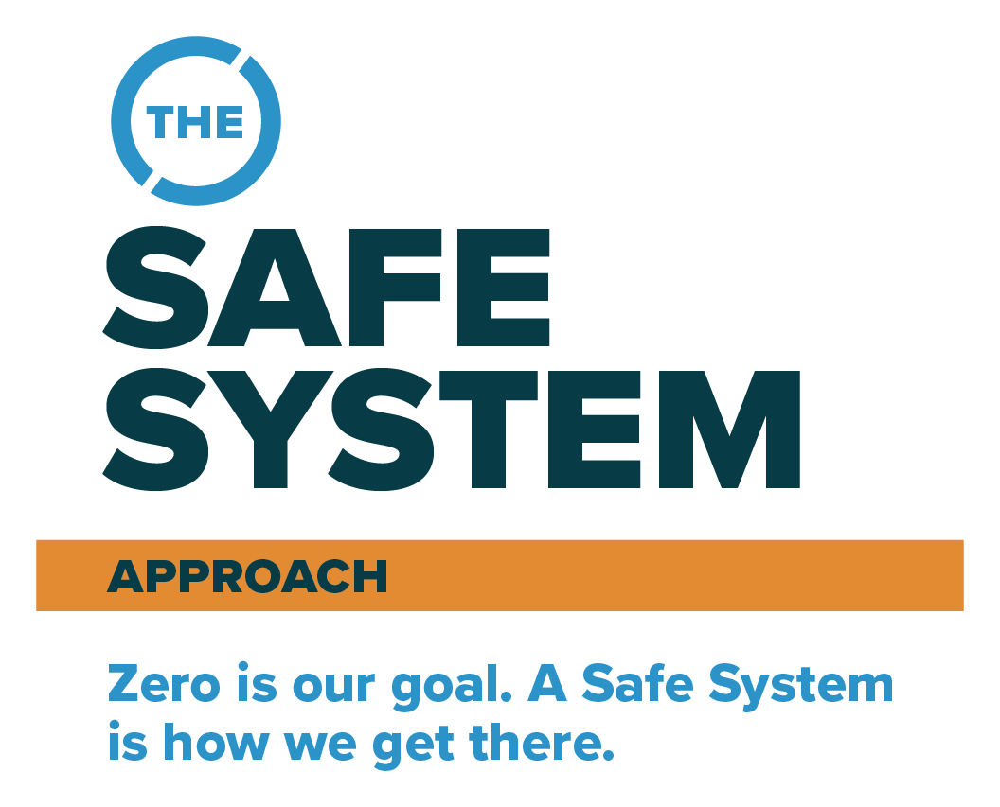 THE
SAFE
SYSTEM
APPROACH
Zero is our goal. A Safe System
is how we get there.